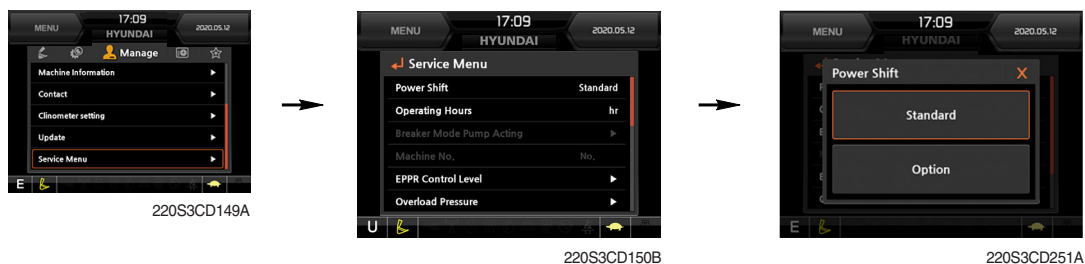 MENU 17:09 2020.05.12
HYUNDAI
Manage
Machine Information
Contact
Clinometer setting
Update
Service Menu
E
220S3CD149A
MENU 17:09 2020.05.12
HYUNDAI
Service Menu
Power Shift Standard
Operating Hours hr
Breaker Mode Pump Acting
Machine No. No.
EPPR Control Level
Overload Pressure
U
220S3CD150B
MENU 17:09 2020.05.12
HYUNDAI
Power Shift X
Standard
Option
E
220S3CD251A